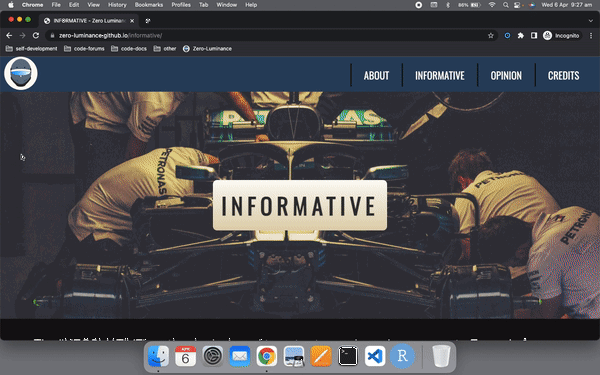 Chrome File Edit View History Bookmarks Profiles Tab Window Help
86% Wed 6 Apr 9:27 am
INFORMATIVE - Zero Luminance
zero-luminance-github.io/informative/
Incognito
self-development code-forums code-docs other Zero-Luminance
ABOUT INFORMATIVE OPINION CREDITS
PETRONAS
PETRONAS
PETRONAS
INFORMATIVE
PETRONAS
APR
6
R